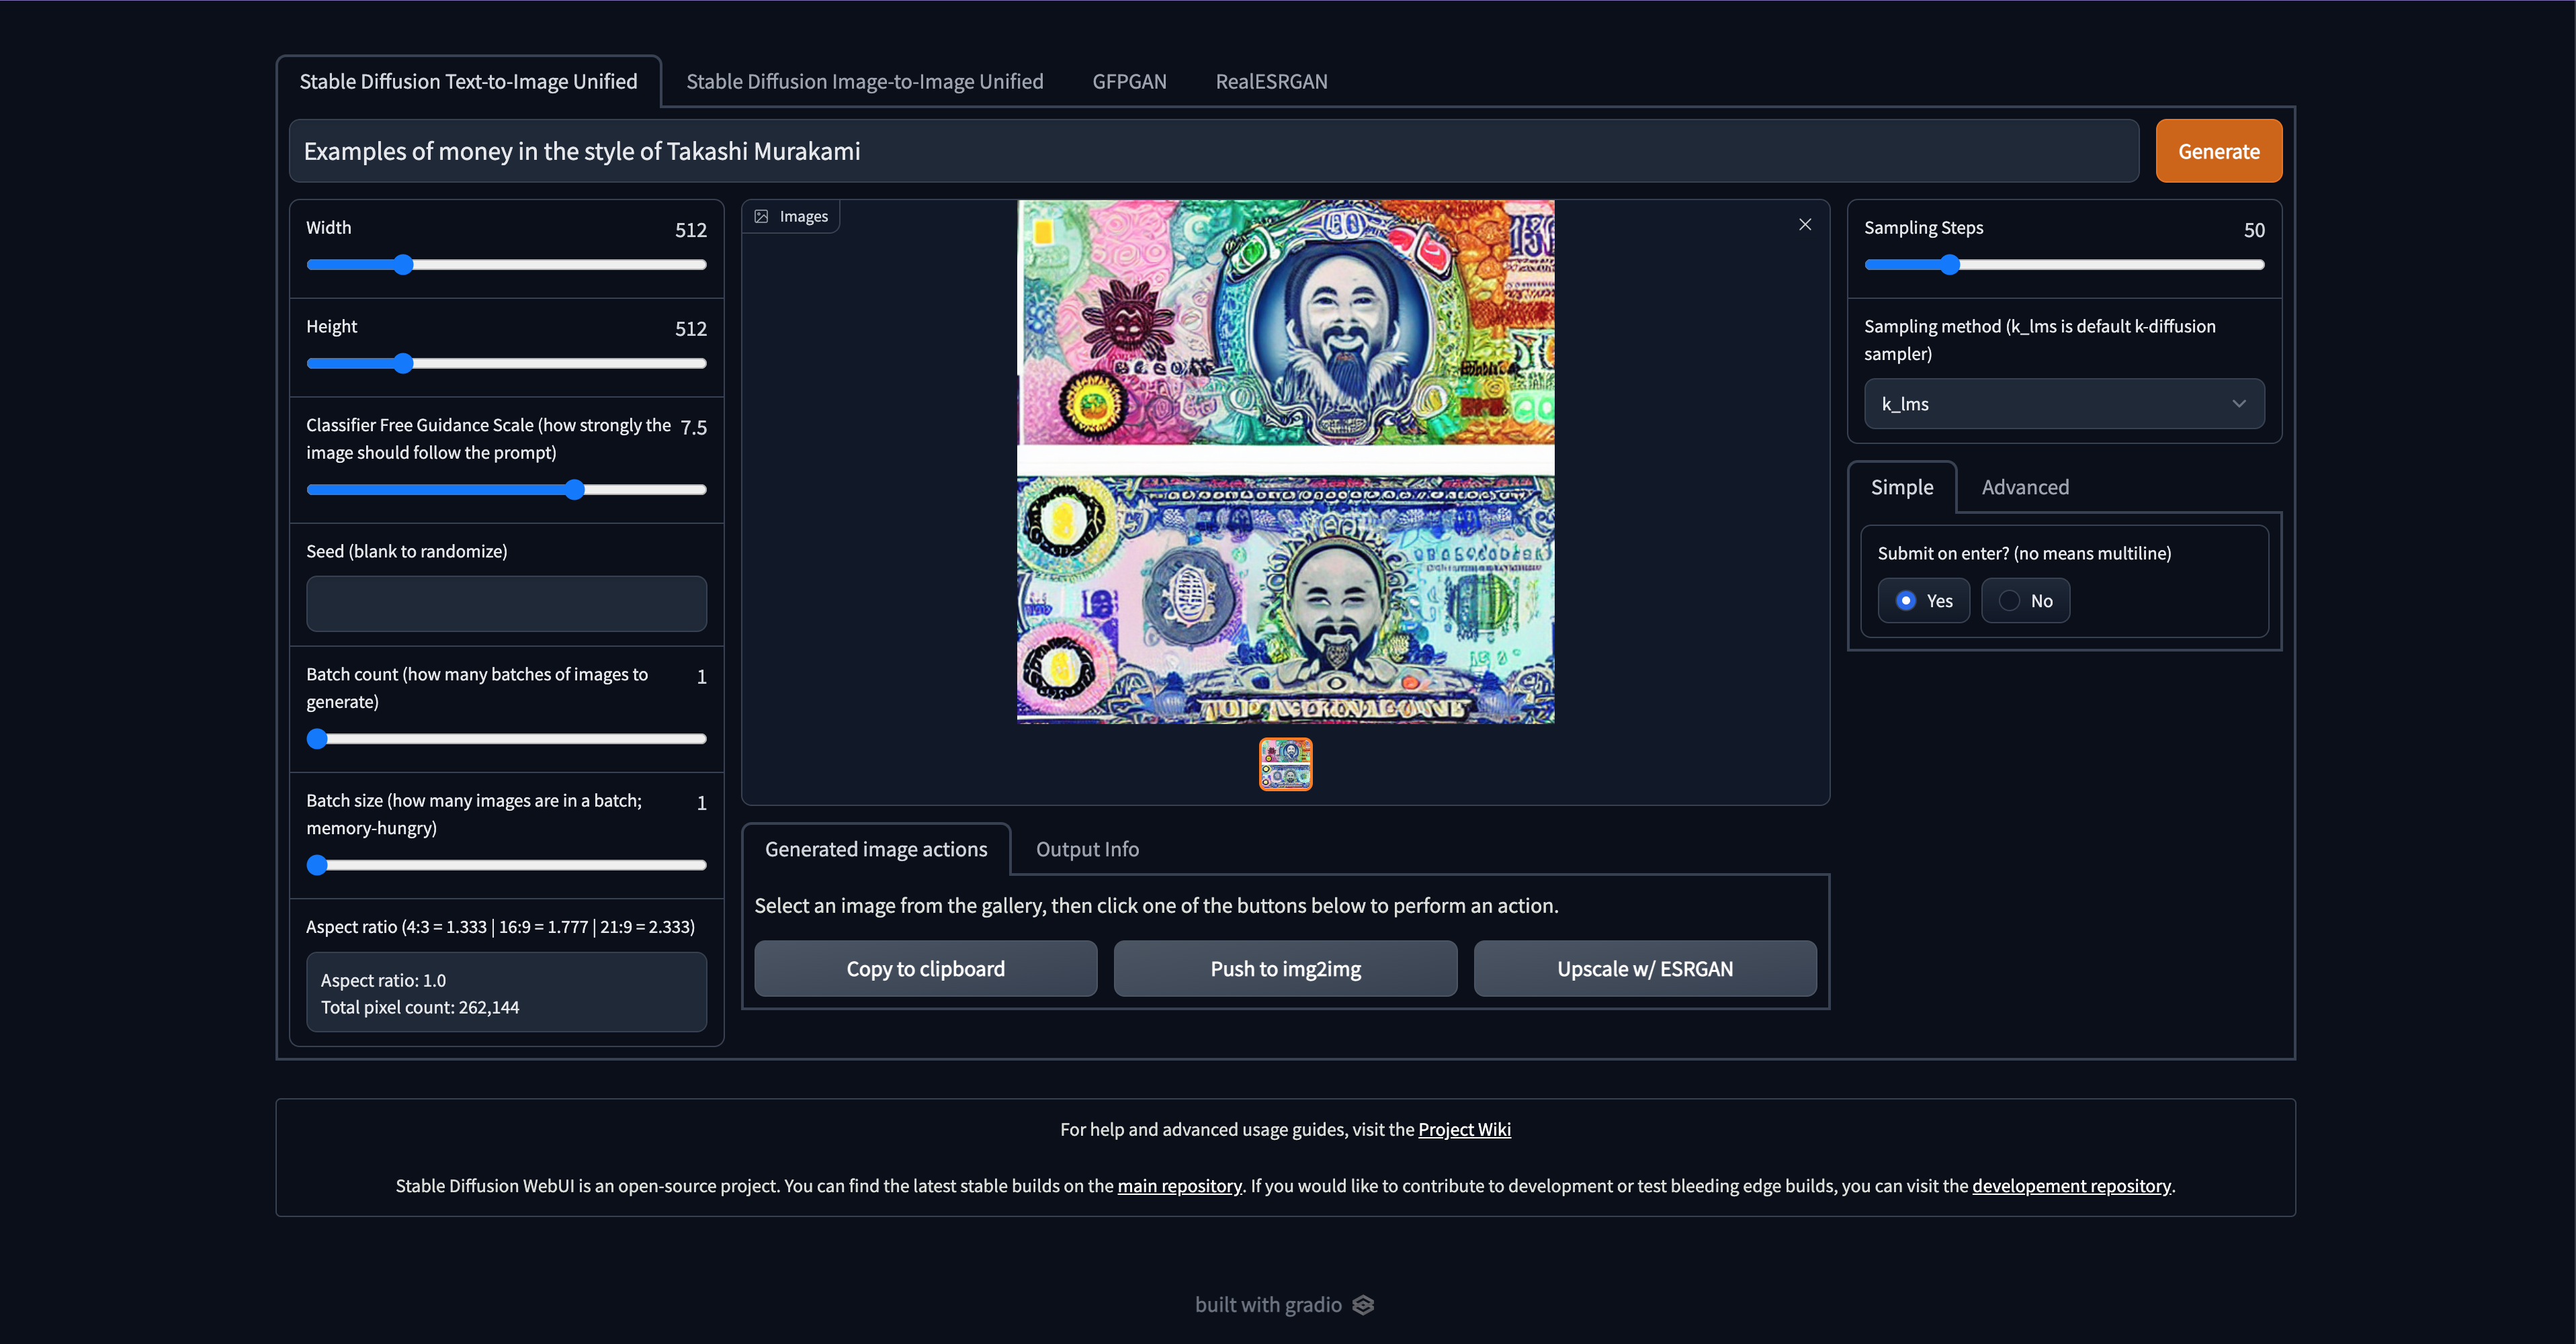 Stable Diffusion Text-to-Image Unified
Stable Diffusion Image-to-Image Unified
GFPGAN
RealESRGAN
Examples of money in the style of Takashi Murakami
Generate
Width
512
Height
512
Classifier Free Guidance Scale (how strongly the
image should follow the prompt)
7.5
Seed (blank to randomize)
Batch count (how many batches of images to
generate)
1
Batch size (how many images are in a batch;
memory-hungry)
1
Aspect ratio (4:3 = 1.333 | 16:9 = 1.777 | 21:9 = 2.333)
Aspect ratio: 1.0
Total pixel count: 262,144
Images
Generated image actions
Output Info
Select an image from the gallery, then click one of the buttons below to perform an action.
Copy to clipboard
Push to img2img
Upscale w/ ESRGAN
Sampling Steps
50
Sampling method (k_lms is default k-diffusion
sampler)
k_lms
Simple
Advanced
Submit on enter? (no means multiline)
Yes
No
For help and advanced usage guides, visit the Project Wiki
Stable Diffusion WebUI is an open-source project. You can find the latest stable builds on the main repository. If you would like to contribute to development or test bleeding edge builds, you can visit the developement repository.
built with gradio